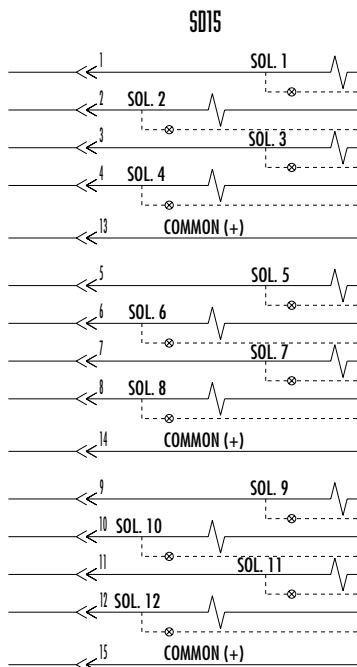 SD15
1 SOL. 1
2 SOL. 2
3 SOL. 3
4 SOL. 4
13 COMMON (+)
5 SOL. 5
6 SOL. 6
7 SOL. 7
8 SOL. 8
14 COMMON (+)
9 SOL. 9
10 SOL. 10
11 SOL. 11
12 SOL. 12
15 COMMON (+)